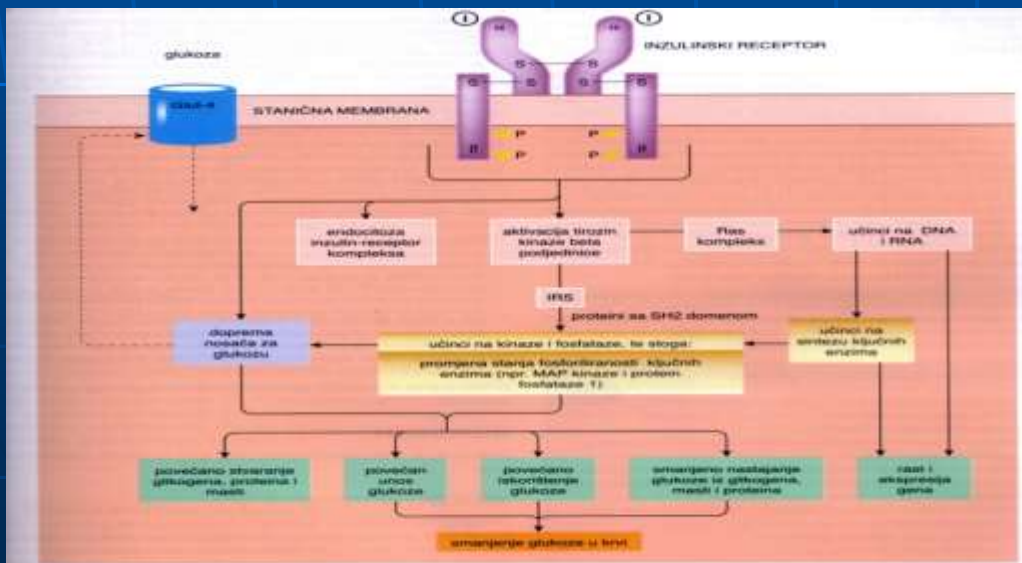 I
I
glukoza
INZULINSKI RECEPTOR
S
S
S
S
S
S
STANIČNA MEMBRANA
P
P
P
P
endocitoza
inzulin-receptor
kompleksa
aktivacija tirozin
kinaze beta
podjedinice
Ras
kompleks
učinci na DNA
i RNA
IRS
proteini sa SH2 domenom
doprema
nosača za
glukozu
učinci na kinaze i fosfataze, te stoga:
promjena stanja fosforiliranosti ključnih
enzima (npr. MAP kinaze i protein
fosfataze 1)
učinci na
sintezu ključnih
enzima
povećano stvaranje
glikogena, proteina i
masti
povećan
unos
glukoze
povećano
iskorištenje
glukoze
smanjeno nastajanje
glukoze iz glikogena,
masti i proteina
rast i
ekspresija
gena
smanjenje glukoze u krvi